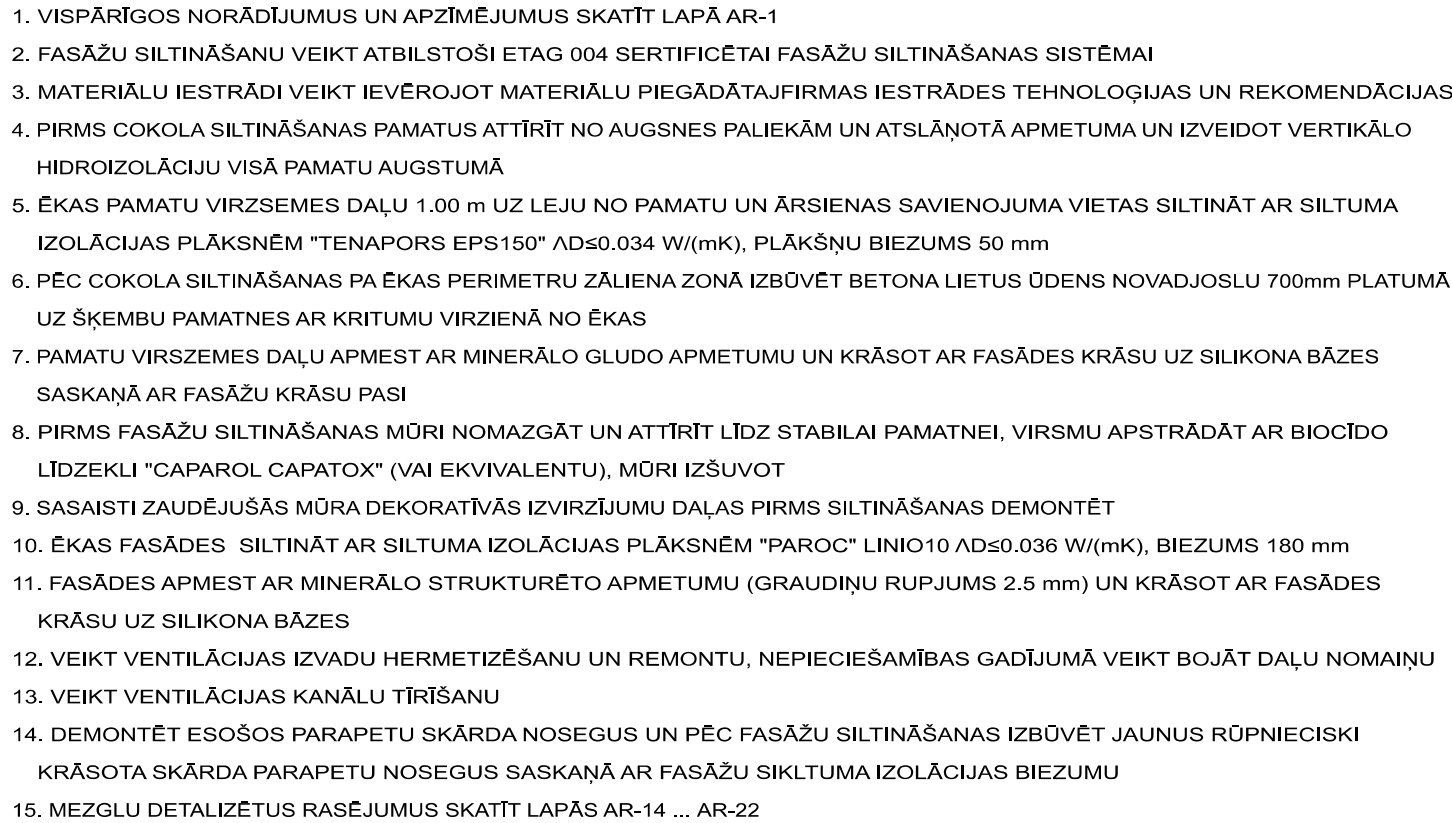 1. VISPĀRĪGOS NORĀDĪJUMUS UN APZĪMĒJUMUS SKATĪT LAPĀ AR-1
2. FASĀŽU SILTINĀŠANU VEIKT ATBILSTOŠI ETAG 004 SERTIFICĒTAI FASĀŽU SILTINĀŠANAS SISTĒMAI
3. MATERIĀLU IESTRĀDI VEIKT IEVĒROJOT MATERIĀLU PIEGĀDĀTAJFIRMAS IESTRĀDES TEHNOLOĢIJAS UN REKOMENDĀCIJAS
4. PIRMS COKOLA SILTINĀŠANAS PAMATUS ATTĪRĪT NO AUGSNES PALIEKĀM UN ATSLĀŅOTĀ APMETUMA UN IZVEIDOT VERTIKĀLO
HIDROIZOLĀCIJU VISĀ PAMATU AUGSTUMĀ
5. ĒKAS PAMATU VIRZSEMES DAĻU 1.00 m UZ LEJU NO PAMATU UN ĀRSIENAS SAVIENOJUMA VIETAS SILTINĀT AR SILTUMA
IZOLĀCIJAS PLĀKSNĒM "TENAPORS EPS150" ΛD≤0.034 W/(mK), PLĀKŠŅU BIEZUMS 50 mm
6. PĒC COKOLA SILTINĀŠANAS PA ĒKAS PERIMETRU ZĀLIENA ZONĀ IZBŪVĒT BETONA LIETUS ŪDENS NOVADJOSLU 700mm PLATUMĀ
UZ ŠĶEMBU PAMATNES AR KRITUMU VIRZIENĀ NO ĒKAS
7. PAMATU VIRSZEMES DAĻU APMEST AR MINERĀLO GLUDO APMETUMU UN KRĀSOT AR FASĀDES KRĀSU UZ SILIKONA BĀZES
SASKAŅĀ AR FASĀŽU KRĀSU PASI
8. PIRMS FASĀŽU SILTINĀŠANAS MŪRI NOMAZGĀT UN ATTĪRĪT LĪDZ STABILAI PAMATNEI, VIRSMU APSTRĀDĀT AR BIOCĪDO
LĪDZEKLI "CAPAROL CAPATOX" (VAI EKVIVALENTU), MŪRI IZŠUVOT
9. SASAISTI ZAUDĒJUŠĀS MŪRA DEKORATĪVĀS IZVIRZĪJUMU DAĻAS PIRMS SILTINĀŠANAS DEMONTĒT
10. ĒKAS FASĀDES SILTINĀT AR SILTUMA IZOLĀCIJAS PLĀKSNĒM "PAROC" LINIO10 ΛD≤0.036 W/(mK), BIEZUMS 180 mm
11. FASĀDES APMEST AR MINERĀLO STRUKTURĒTO APMETUMU (GRAUDIŅU RUPJUMS 2.5 mm) UN KRĀSOT AR FASĀDES
KRĀSU UZ SILIKONA BĀZES
12. VEIKT VENTILĀCIJAS IZVADU HERMETIZĒŠANU UN REMONTU, NEPIECIEŠAMĪBAS GADĪJUMĀ VEIKT BOJĀT DAĻU NOMAIŅU
13. VEIKT VENTILĀCIJAS KANĀLU TĪRĪŠANU
14. DEMONTĒT ESOŠOS PARAPETU SKĀRDA NOSEGUS UN PĒC FASĀŽU SILTINĀŠANAS IZBŪVĒT JAUNUS RŪPNIECISKI
KRĀSOTA SKĀRDA PARAPETU NOSEGUS SASKAŅĀ AR FASĀŽU SIKLTUMA IZOLĀCIJAS BIEZUMU
15. MEZGLU DETALIZĒTUS RASĒJUMUS SKATĪT LAPĀS AR-14 ... AR-22